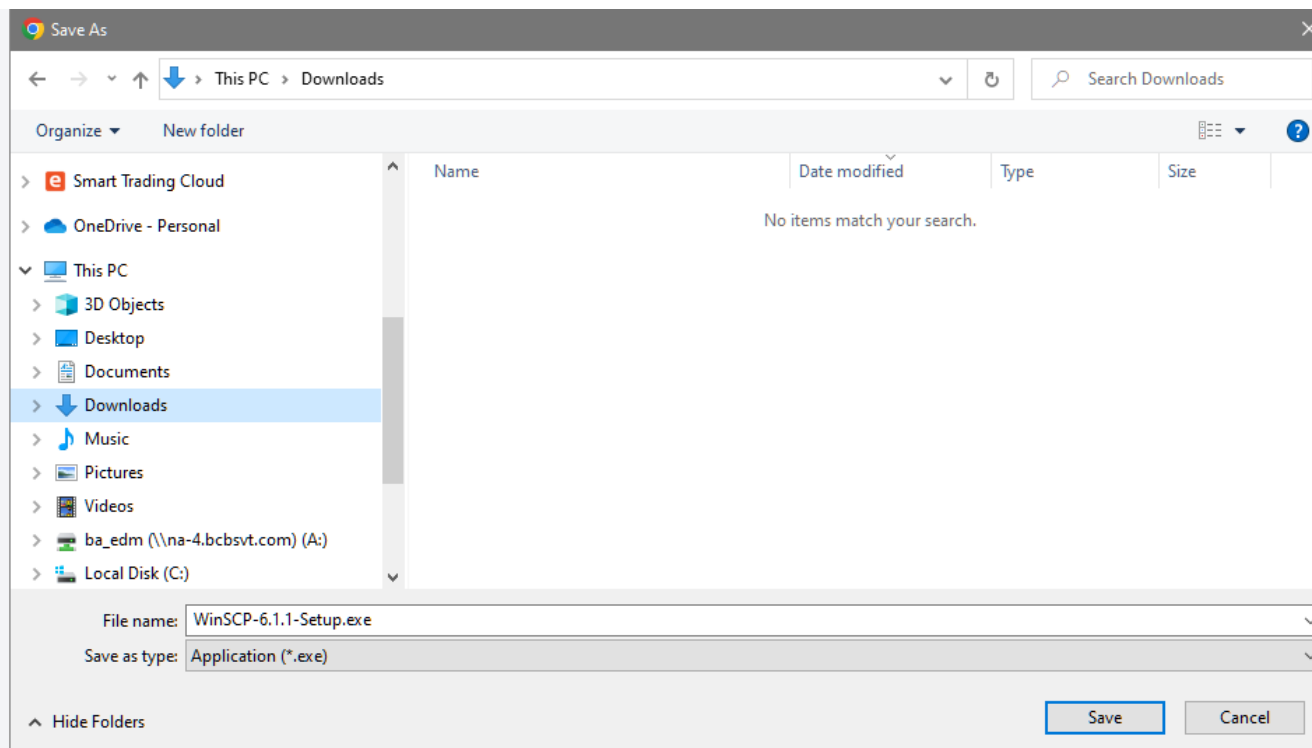 Save As
This PC > Downloads
Search Downloads
Organize
New folder
Name
Date modified
Type
Size
Smart Trading Cloud
No items match your search.
OneDrive - Personal
This PC
3D Objects
Desktop
Documents
Downloads
Music
Pictures
Videos
ba_edm (\\na-4.bcbsvt.com) (A:)
Local Disk (C:)
File name: WinSCP-6.1.1-Setup.exe
Save as type: Application (*.exe)
Hide Folders
Save
Cancel